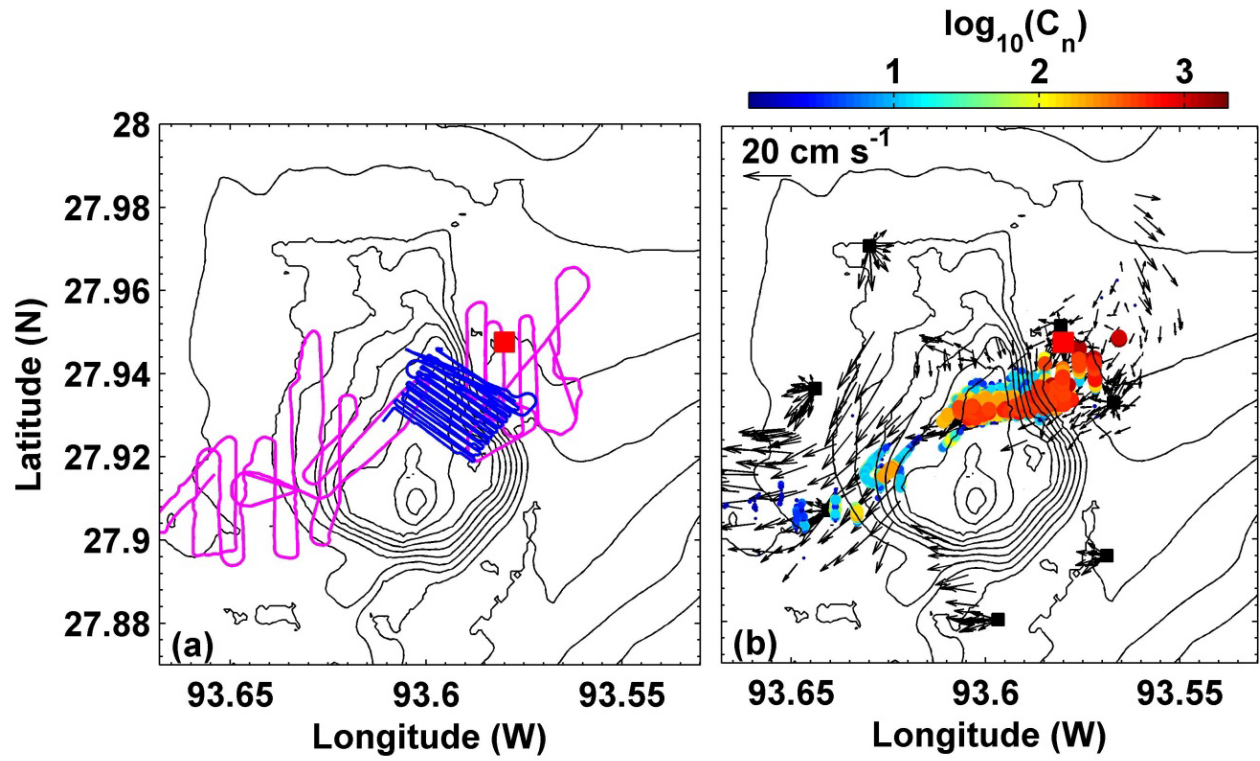 log10(Cn)
1 2 3
28
27.98
27.96
27.94
27.92
27.9
27.88
Latitude (N)
(a)
93.65 93.6 93.55
Longitude (W)
20 cm s-1
(b)
93.65 93.6 93.55
Longitude (W)